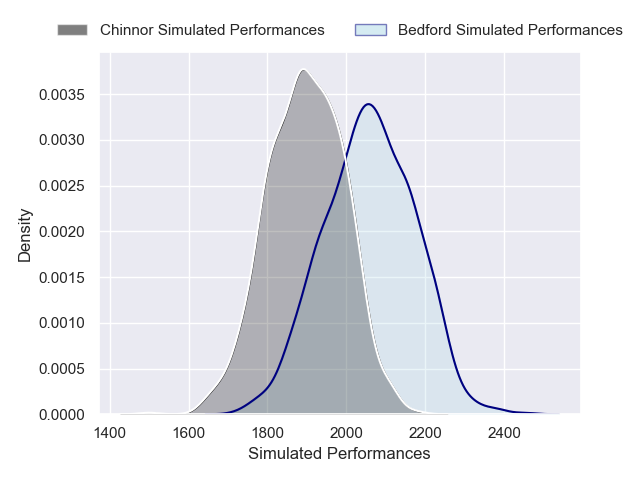 Chinnor Simulated Performances
Bedford Simulated Performances
Density
0.0035
0.0030
0.0025
0.0020
0.0015
0.0010
0.0005
0.0000
1400 1600 1800 2000 2200 2400
Simulated Performances